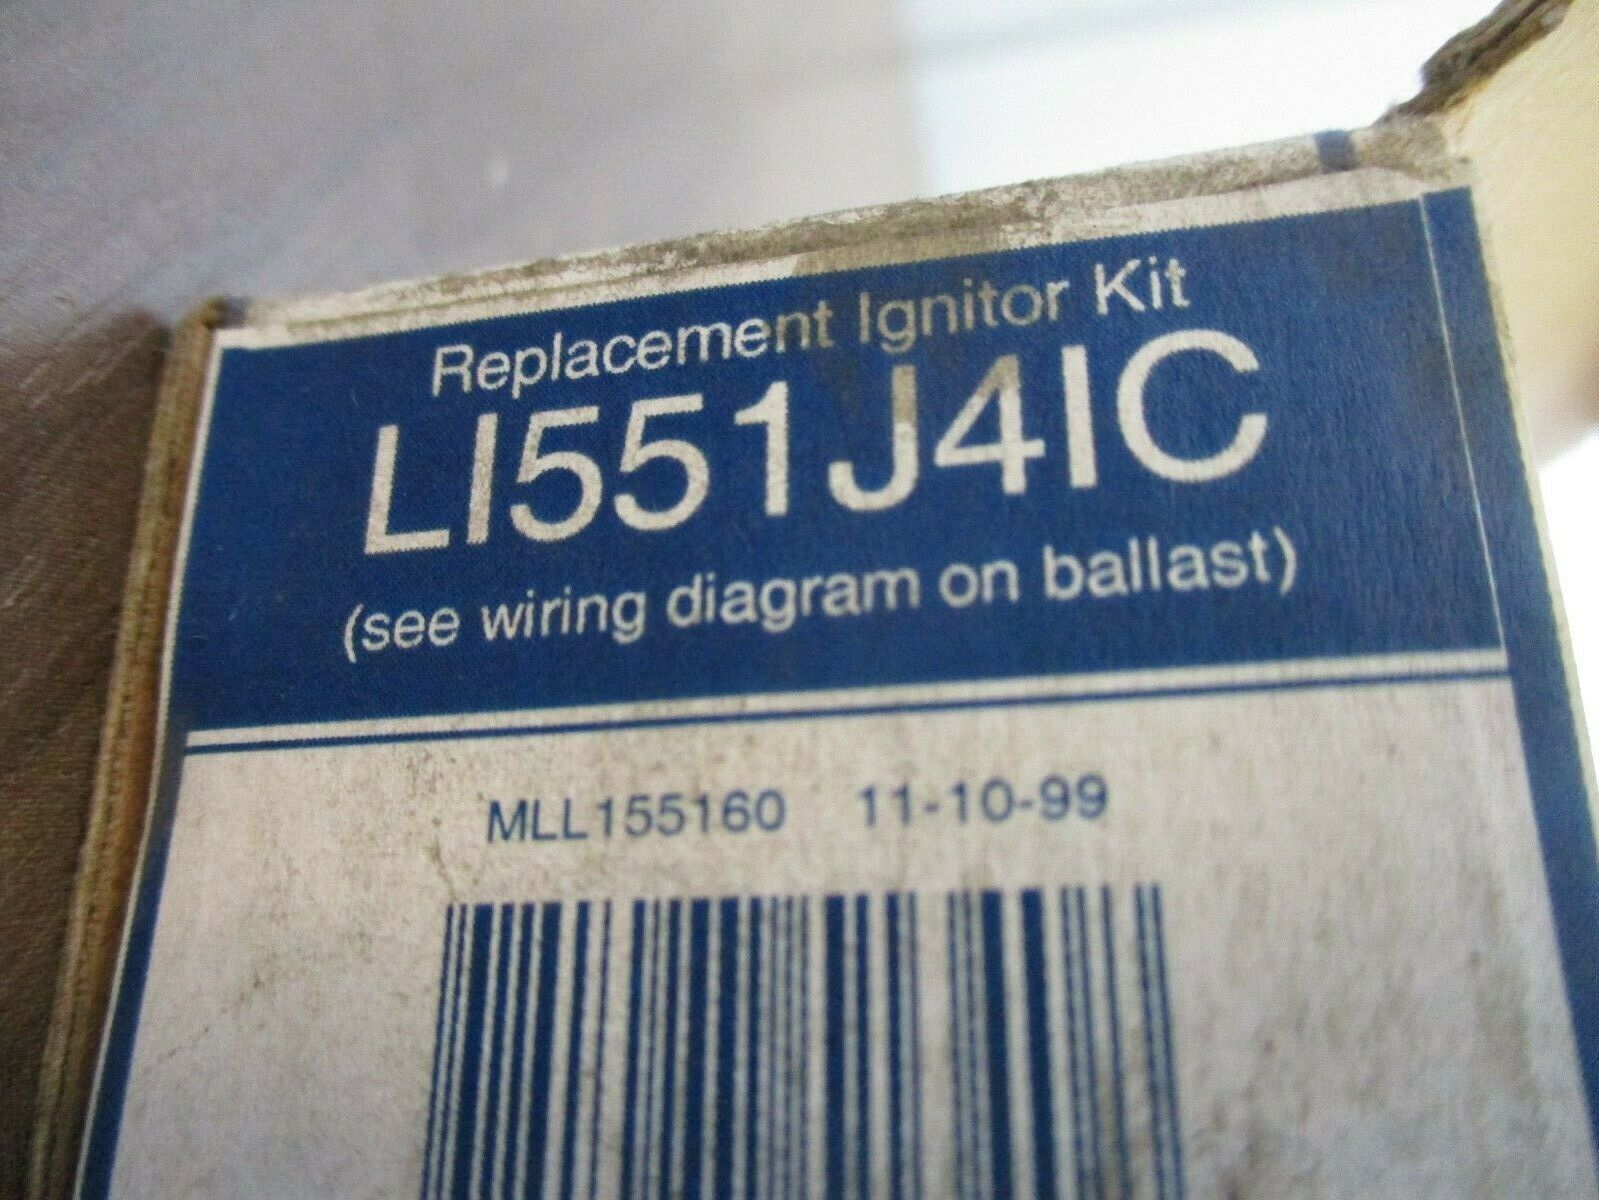 Replacement Ignitor Kit
LI551J4IC
(see wiring diagram on ballast)
MLL155160 11-10-99